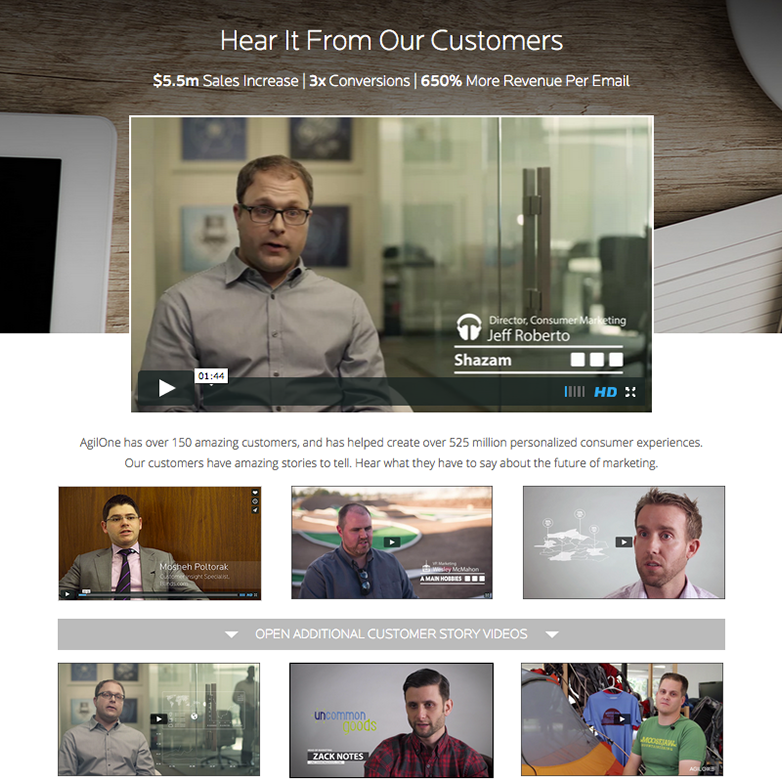 Hear It From Our Customers
$5.5m Sales Increase | 3x Conversions | 650% More Revenue Per Email
Director, Consumer Marketing
Jeff Roberto
Shazam
01:44
HD
AgilOne has over 150 amazing customers, and has helped create over 525 million personalized consumer experiences.
Our customers have amazing stories to tell. Hear what they have to say about the future of marketing.
Mosheh Poltorak
Customer Insight Specialist,
VP Marketing
Wesley McMahon
A MAIN HOBBIES
OPEN ADDITIONAL CUSTOMER STORY VIDEOS
uncommon
goods.
ZACK NOTES
AGILONE